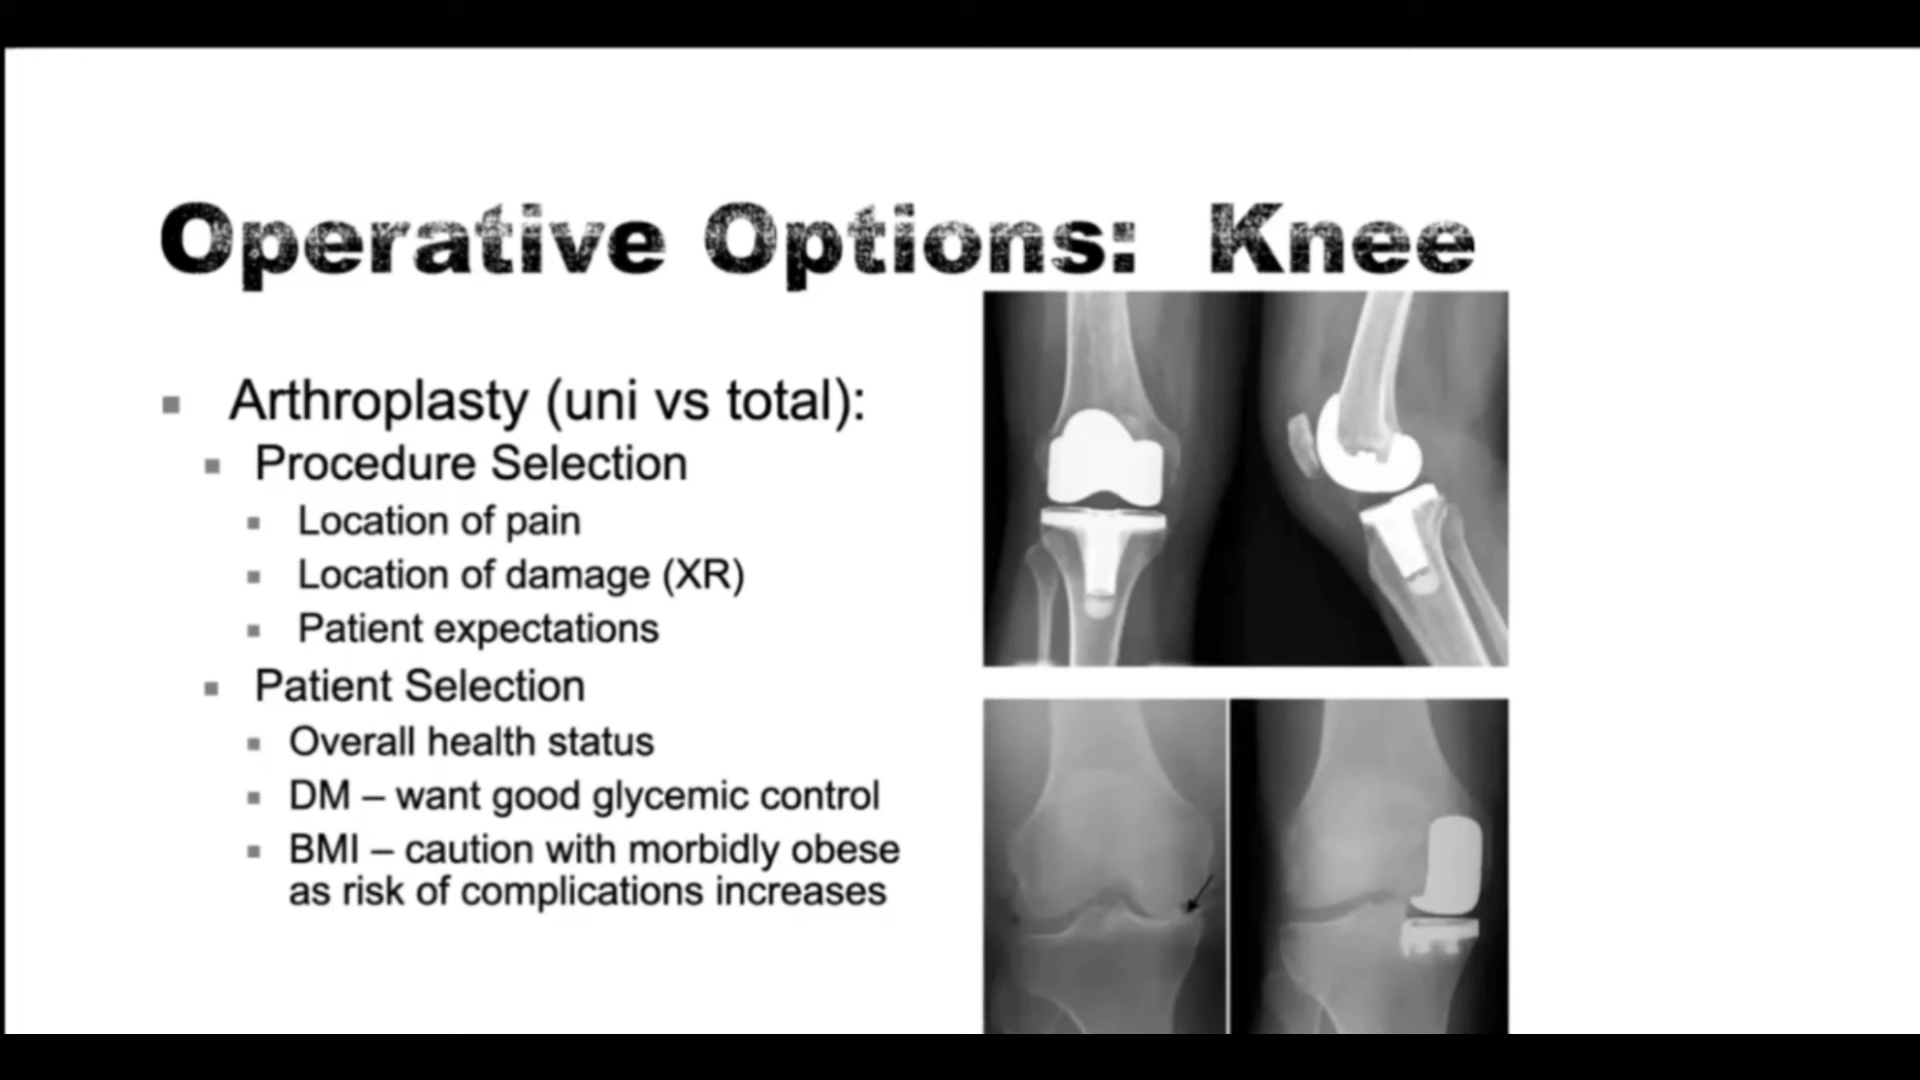 Operative Options: Knee
Arthroplasty (uni vs total):
Procedure Selection
Location of pain
Location of damage (XR)
Patient expectations
Patient Selection
Overall health status
DM – want good glycemic control
BMI – caution with morbidly obese
as risk of complications increases